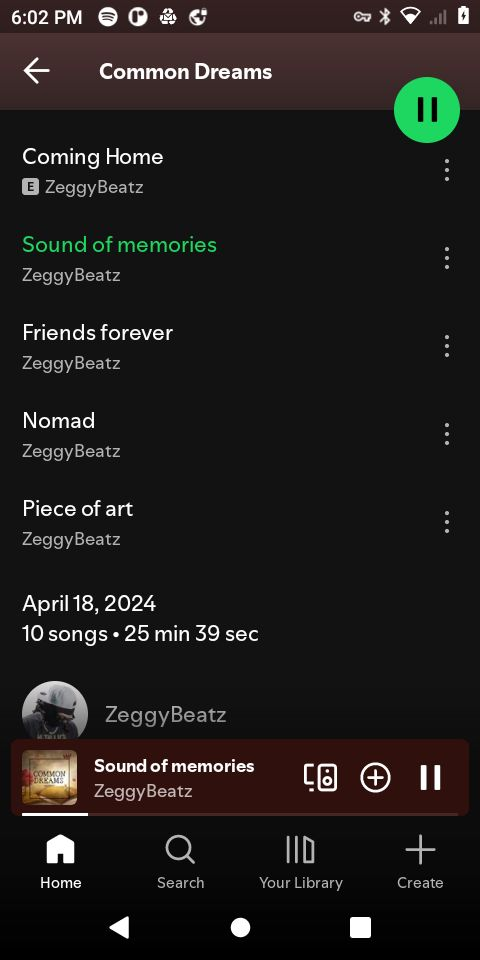 6:02 PM
Common Dreams
Coming Home
E ZeggyBeatz
Sound of memories
ZeggyBeatz
Friends forever
ZeggyBeatz
Nomad
ZeggyBeatz
Piece of art
ZeggyBeatz
April 18, 2024
10 songs • 25 min 39 sec
ZeggyBeatz
COMMON
DREAMS
Sound of memories
ZeggyBeatz
Home
Search
Your Library
Create